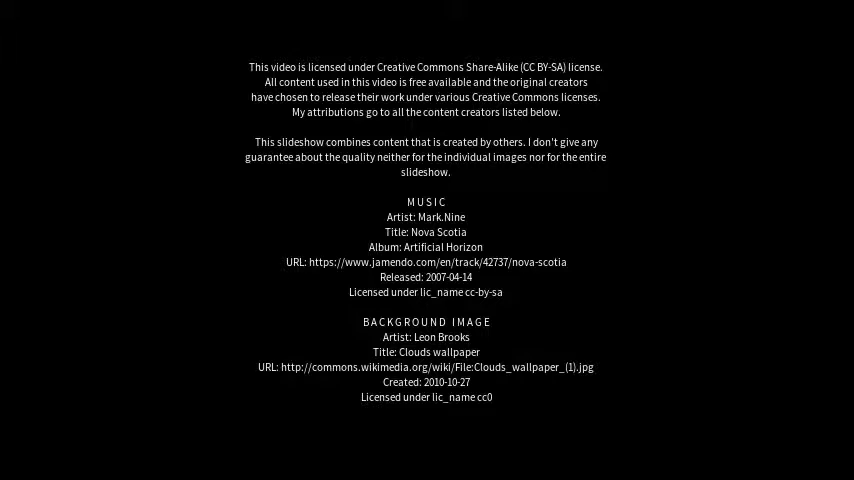 This video is licensed under Creative Commons Share-Alike (CC BY-SA) license.
All content used in this video is free available and the original creators
have chosen to release their work under various Creative Commons licenses.
My attributions go to all the content creators listed below.
This slideshow combines content that is created by others. I don't give any
guarantee about the quality neither for the individual images nor for the entire
slideshow.
MUSIC
Artist: Mark.Nine
Title: Nova Scotia
Album: Artificial Horizon
URL: https://www.jamendo.com/en/track/42737/nova-scotia
Released: 2007-04-14
Licensed under lic_name cc-by-sa
BACKGROUND IMAGE
Artist: Leon Brooks
Title: Clouds wallpaper
URL: http://commons.wikimedia.org/wiki/File:Clouds_wallpaper_(1).jpg
Created: 2010-10-27
Licensed under lic_name cc0